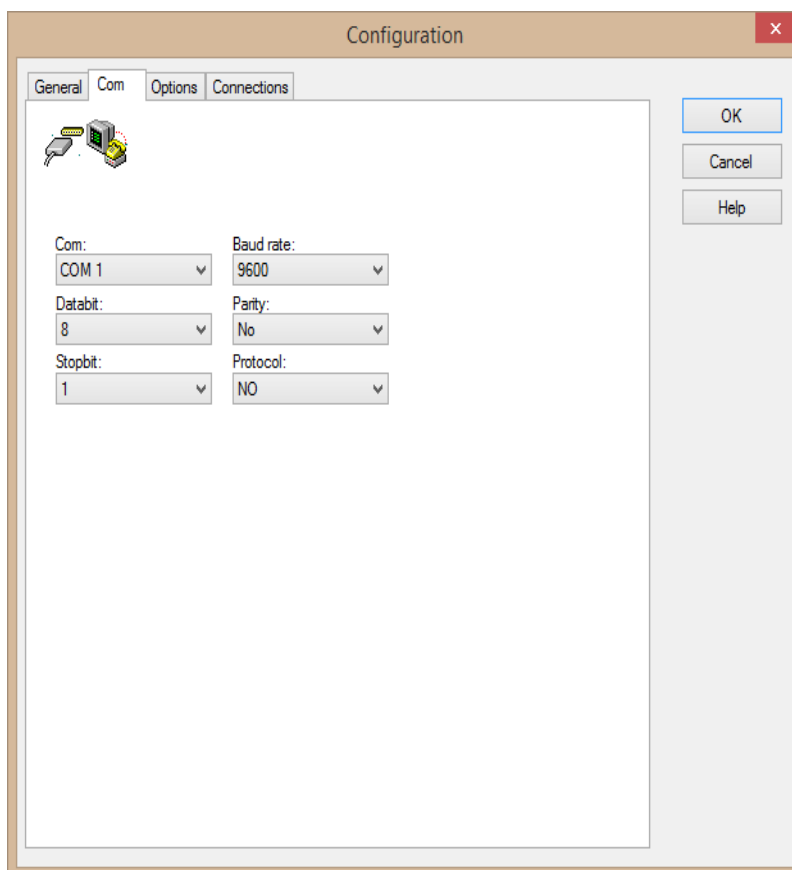 Configuration
x
General Com Options Connections
OK
Cancel
Help
Com: Baud rate:
COM 1 9600
Databit: Parity:
8 No
Stopbit: Protocol:
1 NO